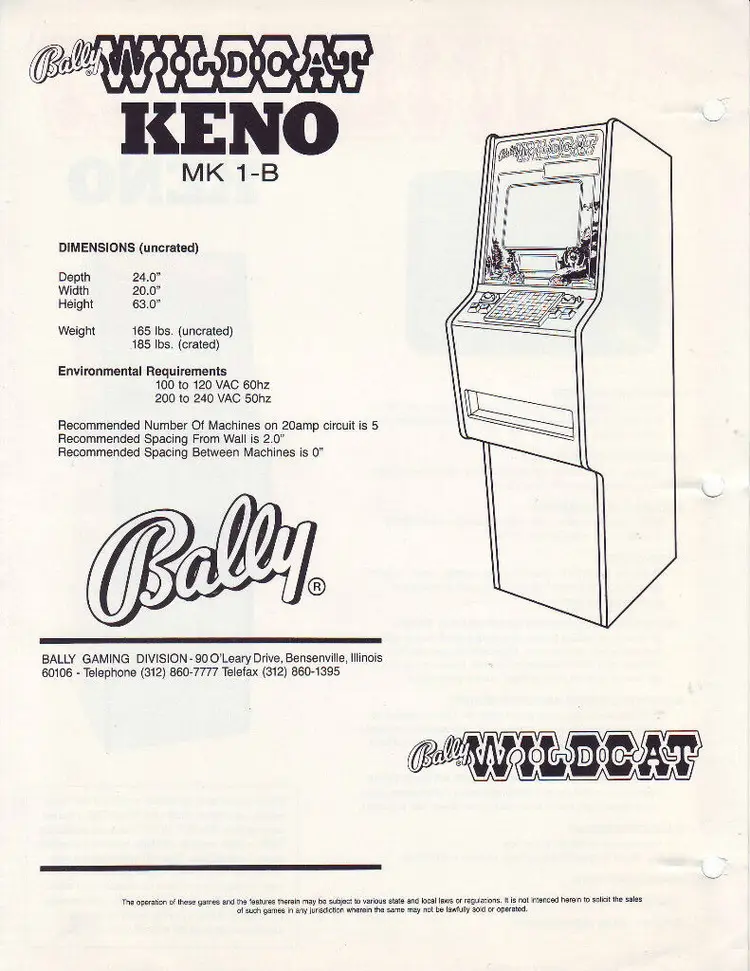 Bally WILDCAT
KENO
MK 1-B
DIMENSIONS (uncrated)
Depth 24.0"
Width 20.0"
Height 63.0"
Weight 165 lbs. (uncrated)
185 lbs. (crated)
Environmental Requirements
100 to 120 VAC 60hz
200 to 240 VAC 50hz
Recommended Number Of Machines on 20amp circuit is 5
Recommended Spacing From Wall is 2.0"
Recommended Spacing Between Machines is 0"
Bally WILDCAT
Bally ®
BALLY GAMING DIVISION - 90 O'Leary Drive, Bensenville, Illinois
60106 - Telephone (312) 860-7777 Telefax (312) 860-1395
Bally WILDCAT
The operation of these games and the features therein may be subject to various state and local laws or regulations. It is not intended herein to solicit the sales
of such games in any jurisdiction wherein the same may not be lawfully sold or operated.